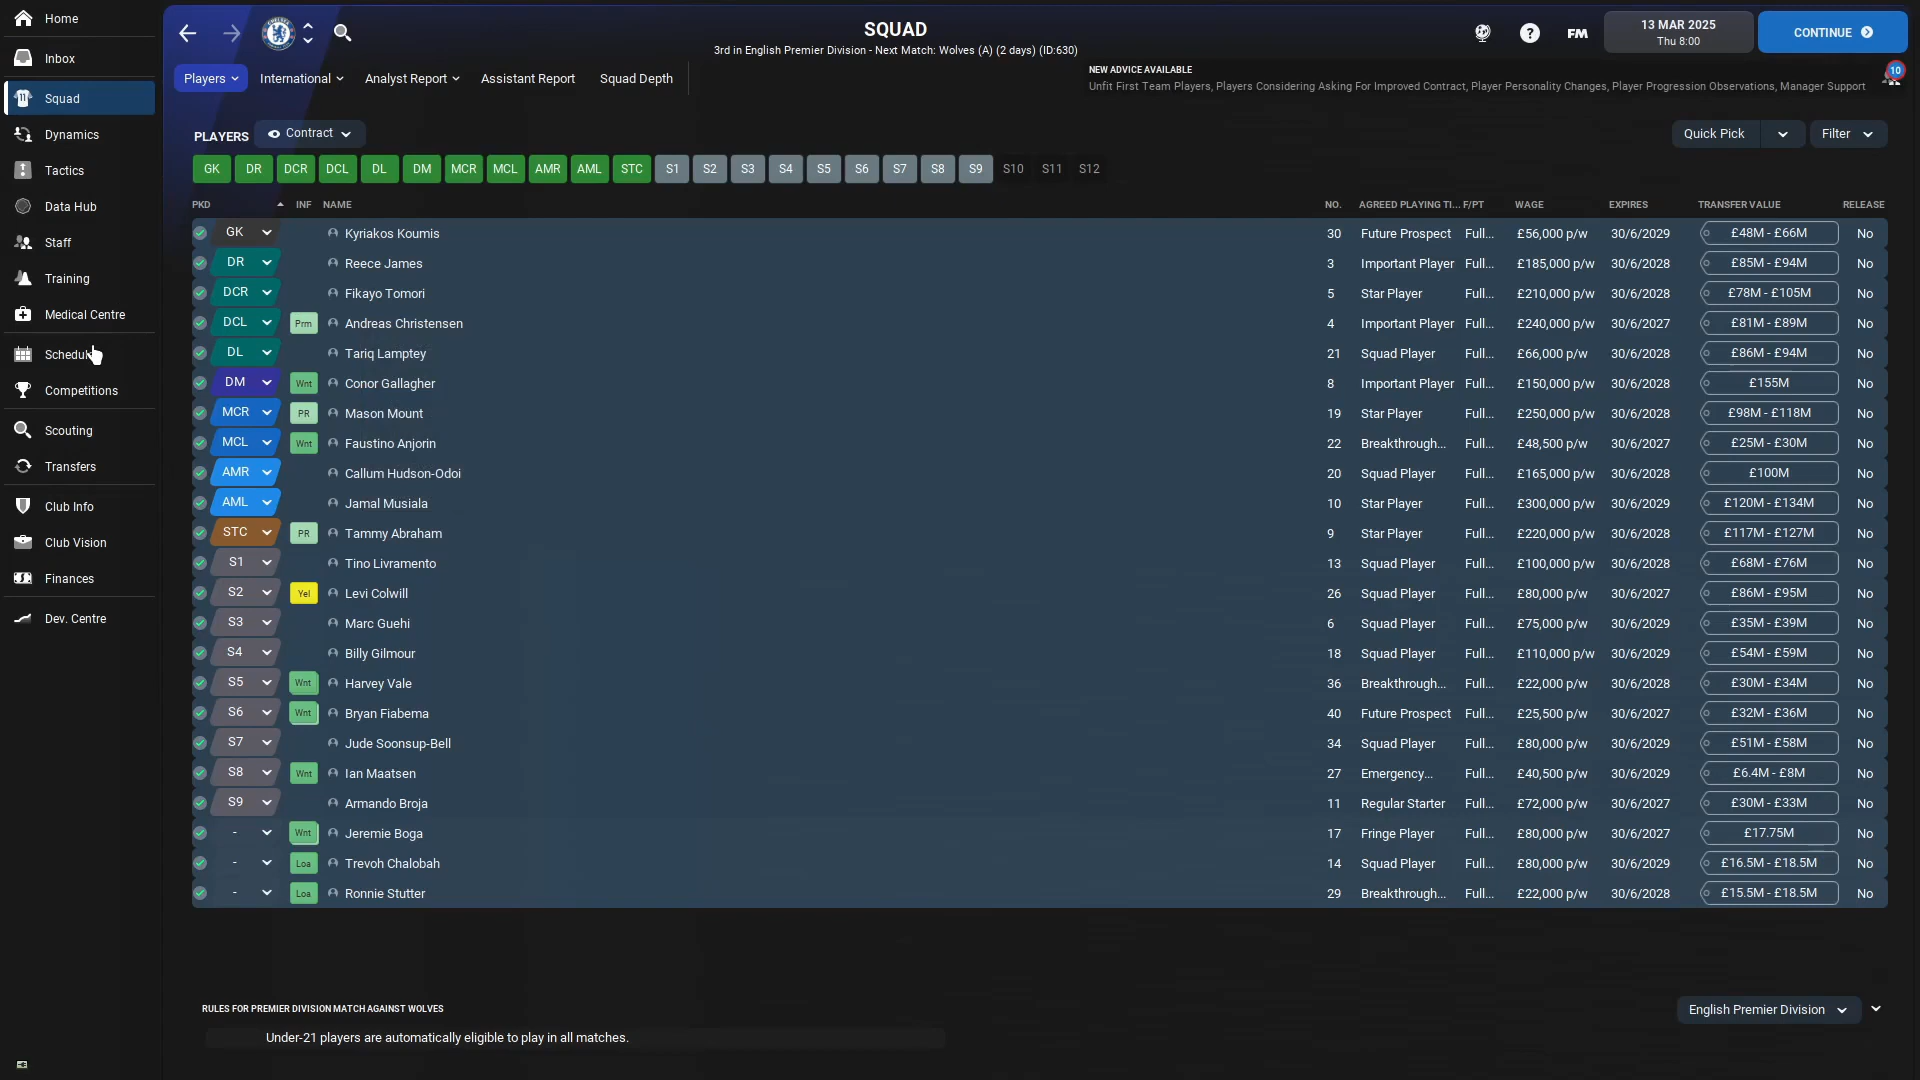 Home
Inbox
Squad
Dynamics
Tactics
Data Hub
Staff
Training
Medical Centre
Competitions
Scouting
Transfers
Club Info
Club Vision
Finances
Dev. Centre
SQUAD
3rd in English Premier Division - Next Match: Wolves (A) (2 days) (ID:630)
FM
13 MAR 2025
Thu 8:00
CONTINUE
Players International Analyst Report Assistant Report Squad Depth
NEW ADVICE AVAILABLE
Unfit First Team Players, Players Considering Asking For Improved Contract, Player Personality Changes, Player Progression Observations, Manager Support
10
PLAYERS Contract Quick Pick Filter
GK DR DCR DCL DL DM MCR MCL AMR AML STC S1 S2 S3 S4 S5 S6 S7 S8 S9 S10 S11 S12
PKD INF NAME NO. AGREED PLAYING TI... F/PT WAGE EXPIRES TRANSFER VALUE RELEASE
GK Kyriakos Koumis 30 Future Prospect Full... £56,000 p/w 30/6/2029 £48M - £66M No
DR Reece James 3 Important Player Full... £185,000 p/w 30/6/2028 £85M - £94M No
DCR Fikayo Tomori 5 Star Player Full... £210,000 p/w 30/6/2028 £78M - £105M No
DCL Prm Andreas Christensen 4 Important Player Full... £240,000 p/w 30/6/2027 £81M - £89M No
DL Tariq Lamptey 21 Squad Player Full... £66,000 p/w 30/6/2028 £86M - £94M No
DM Wnt Conor Gallagher 8 Important Player Full... £150,000 p/w 30/6/2028 £155M No
MCR PR Mason Mount 19 Star Player Full... £250,000 p/w 30/6/2028 £98M - £118M No
MCL Wnt Faustino Anjorin 22 Breakthrough... Full... £48,500 p/w 30/6/2027 £25M - £30M No
AMR Callum Hudson-Odoi 20 Squad Player Full... £165,000 p/w 30/6/2028 £100M No
AML Jamal Musiala 10 Star Player Full... £300,000 p/w 30/6/2029 £120M - £134M No
STC PR Tammy Abraham 9 Star Player Full... £220,000 p/w 30/6/2028 £117M - £127M No
S1 Tino Livramento 13 Squad Player Full... £100,000 p/w 30/6/2028 £68M - £76M No
S2 Yel Levi Colwill 26 Squad Player Full... £80,000 p/w 30/6/2027 £86M - £95M No
S3 Marc Guehi 6 Squad Player Full... £75,000 p/w 30/6/2029 £35M - £39M No
S4 Billy Gilmour 18 Squad Player Full... £110,000 p/w 30/6/2029 £54M - £59M No
S5 Wnt Harvey Vale 36 Breakthrough... Full... £22,000 p/w 30/6/2028 £30M - £34M No
S6 Wnt Bryan Fiabema 40 Future Prospect Full... £25,500 p/w 30/6/2027 £32M - £36M No
S7 Jude Soonsup-Bell 34 Squad Player Full... £80,000 p/w 30/6/2029 £51M - £58M No
S8 Wnt Ian Maatsen 27 Emergency... Full... £40,500 p/w 30/6/2029 £6.4M - £8M No
S9 Armando Broja 11 Regular Starter Full... £72,000 p/w 30/6/2027 £30M - £33M No
- Wnt Jeremie Boga 17 Fringe Player Full... £80,000 p/w 30/6/2027 £17.75M No
- Loa Trevoh Chalobah 14 Squad Player Full... £80,000 p/w 30/6/2029 £16.5M - £18.5M No
- Loa Ronnie Stutter 29 Breakthrough... Full... £22,000 p/w 30/6/2028 £15.5M - £18.5M No
RULES FOR PREMIER DIVISION MATCH AGAINST WOLVES
English Premier Division
Under-21 players are automatically eligible to play in all matches.